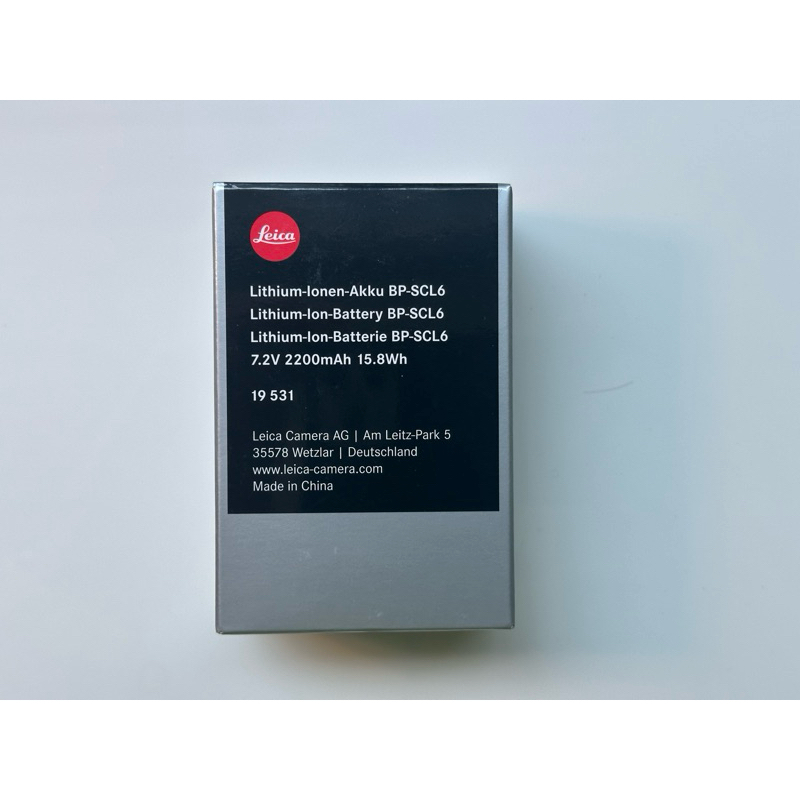 Leica
Lithium-Ionen-Akku BP-SCL6
Lithium-Ion-Battery BP-SCL6
Lithium-Ion-Batterie BP-SCL6
7.2V 2200mAh 15.8Wh
19 531
Leica Camera AG | Am Leitz-Park 5
35578 Wetzlar | Deutschland
www.leica-camera.com
Made in China